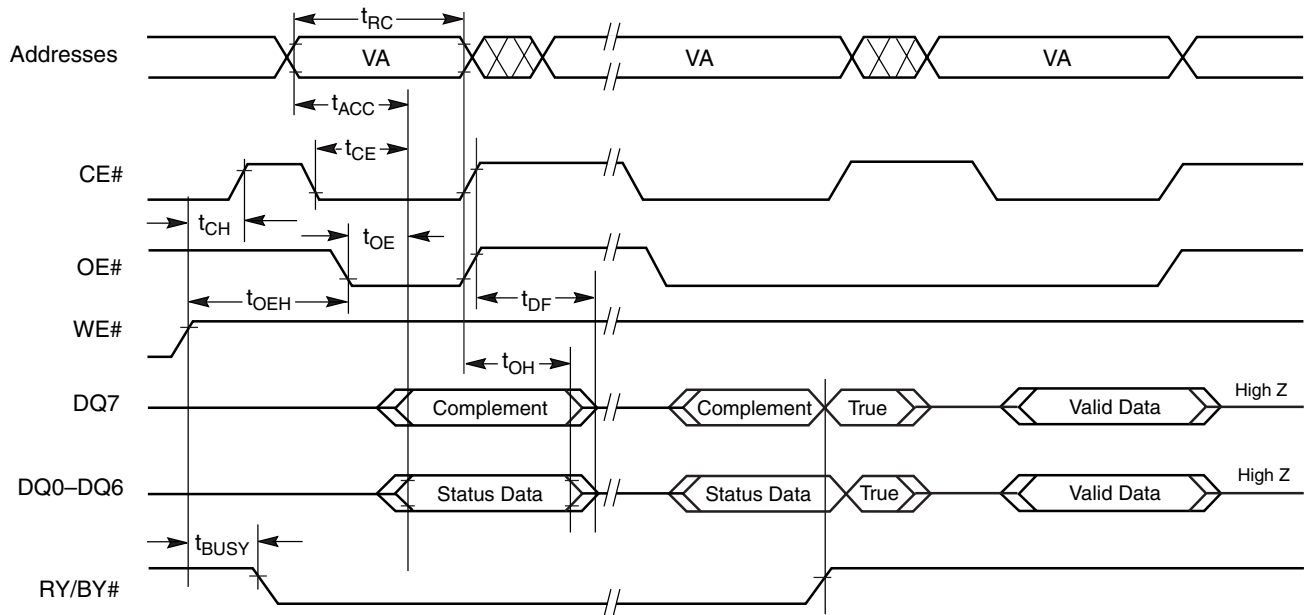 tRC
Addresses VA VA VA
tACC
tCE
CE#
tCH tOE
OE#
tOEH tDF
WE#
tOH
DQ7 Complement Complement True Valid Data High Z
DQ0–DQ6 Status Data Status Data True Valid Data High Z
tBUSY
RY/BY#